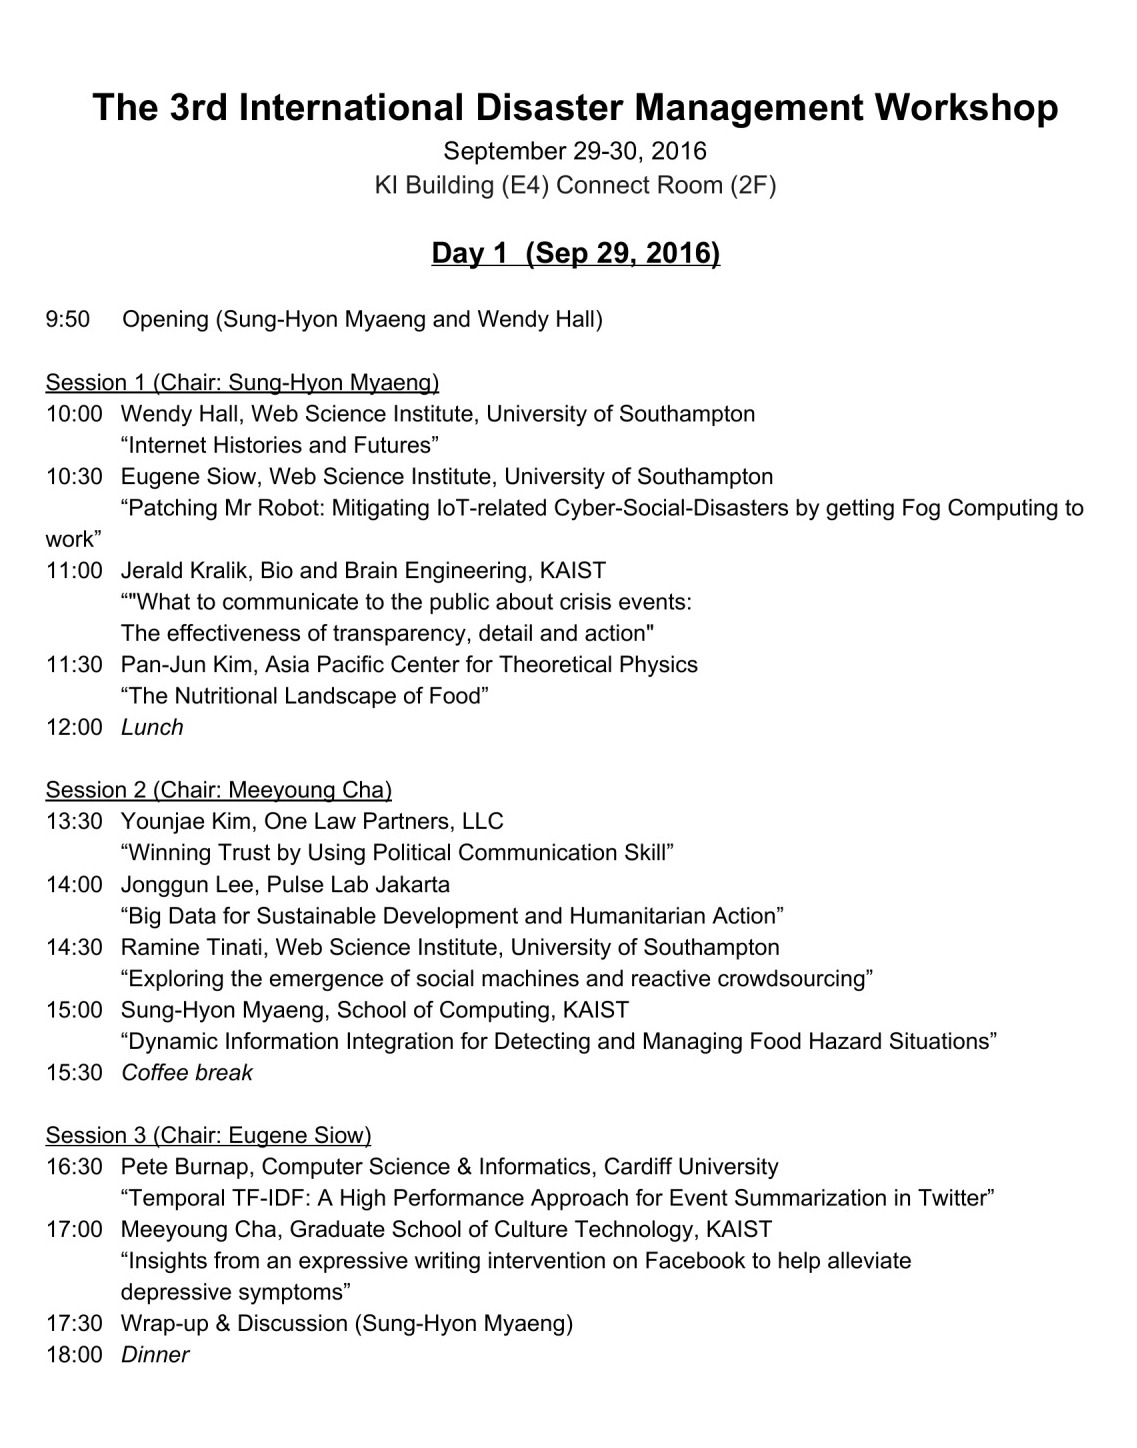 The 3rd International Disaster Management Workshop
September 29-30, 2016
KI Building (E4) Connect Room (2F)
Day 1  (Sep 29, 2016)
9:50 Opening (Sung-Hyon Myaeng and Wendy Hall)
Session 1 (Chair: Sung-Hyon Myaeng)
10:00 Wendy Hall, Web Science Institute, University of Southampton
“Internet Histories and Futures”
10:30 Eugene Siow, Web Science Institute, University of Southampton
“Patching Mr Robot: Mitigating IoT-related Cyber-Social-Disasters by getting Fog Computing to
work”
11:00 Jerald Kralik, Bio and Brain Engineering, KAIST
“"What to communicate to the public about crisis events:
The effectiveness of transparency, detail and action"
11:30 Pan-Jun Kim, Asia Pacific Center for Theoretical Physics
“The Nutritional Landscape of Food”
12:00 Lunch
Session 2 (Chair: Meeyoung Cha)
13:30 Younjae Kim, One Law Partners, LLC
“Winning Trust by Using Political Communication Skill”
14:00 Jonggun Lee, Pulse Lab Jakarta
“Big Data for Sustainable Development and Humanitarian Action”
14:30 Ramine Tinati, Web Science Institute, University of Southampton
“Exploring the emergence of social machines and reactive crowdsourcing”
15:00 Sung-Hyon Myaeng, School of Computing, KAIST
“Dynamic Information Integration for Detecting and Managing Food Hazard Situations”
15:30 Coffee break
Session 3 (Chair: Eugene Siow)
16:30 Pete Burnap, Computer Science & Informatics, Cardiff University
“Temporal TF-IDF: A High Performance Approach for Event Summarization in Twitter”
17:00 Meeyoung Cha, Graduate School of Culture Technology, KAIST
“Insights from an expressive writing intervention on Facebook to help alleviate
depressive symptoms”
17:30 Wrap-up & Discussion (Sung-Hyon Myaeng)
18:00 Dinner